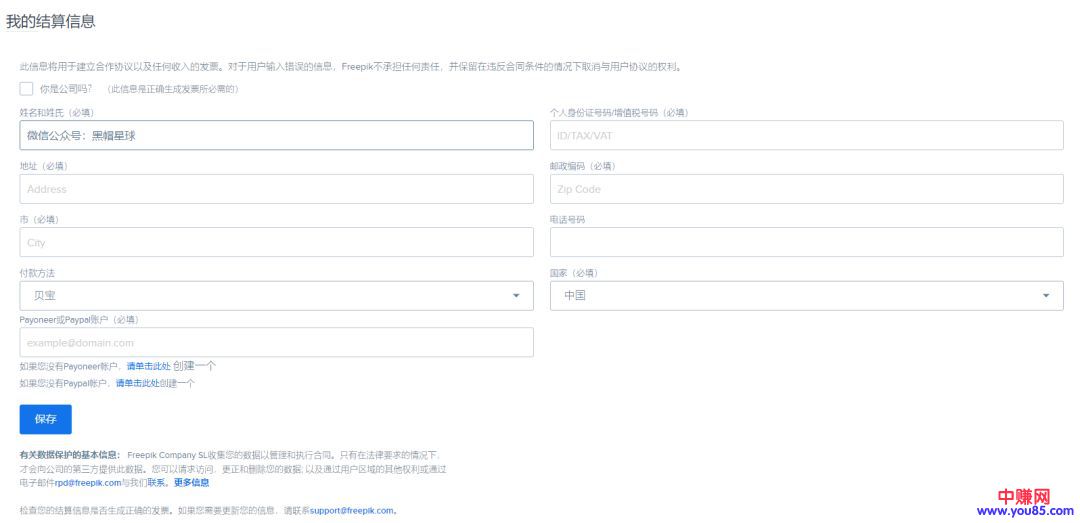 我的结算信息
此信息将用于建立合作协议以及任何收入的发票。对于用户输入错误的信息，Freepik不承担任何责任，并保留在违反合同条件的情况下取消与用户协议的权利。
你是公司吗？ （此信息是正确生成发票所必需的）
姓名和姓氏（必填） 个人身份证号码/增值税号码（必填）
微信公众号：黑帽星球 ID/TAX/VAT
地址（必填） 邮政编码（必填）
Address Zip Code
市（必填） 电话号码
City
付款方法 国家（必填）
贝宝 中国
Payoneer或Paypal账户（必填）
example@domain.com
如果您没有Payoneer帐户，请单击此处 创建一个
如果您没有Paypal帐户，请单击此处创建一个
保存
有关数据保护的基本信息： Freepik Company SL收集您的数据以管理和执行合同。只有在法律要求的情况下，
才会向公司的第三方提供此数据。您可以请求访问，更正和删除您的数据，以及通过用户区域的其他权利或通过
电子邮件rpd@freepik.com与我们联系。更多信息
检查您的结算信息是否生成正确的发票。如果您需要更新您的信息，请联系support@freepik.com。
中赚网
www.you85.com